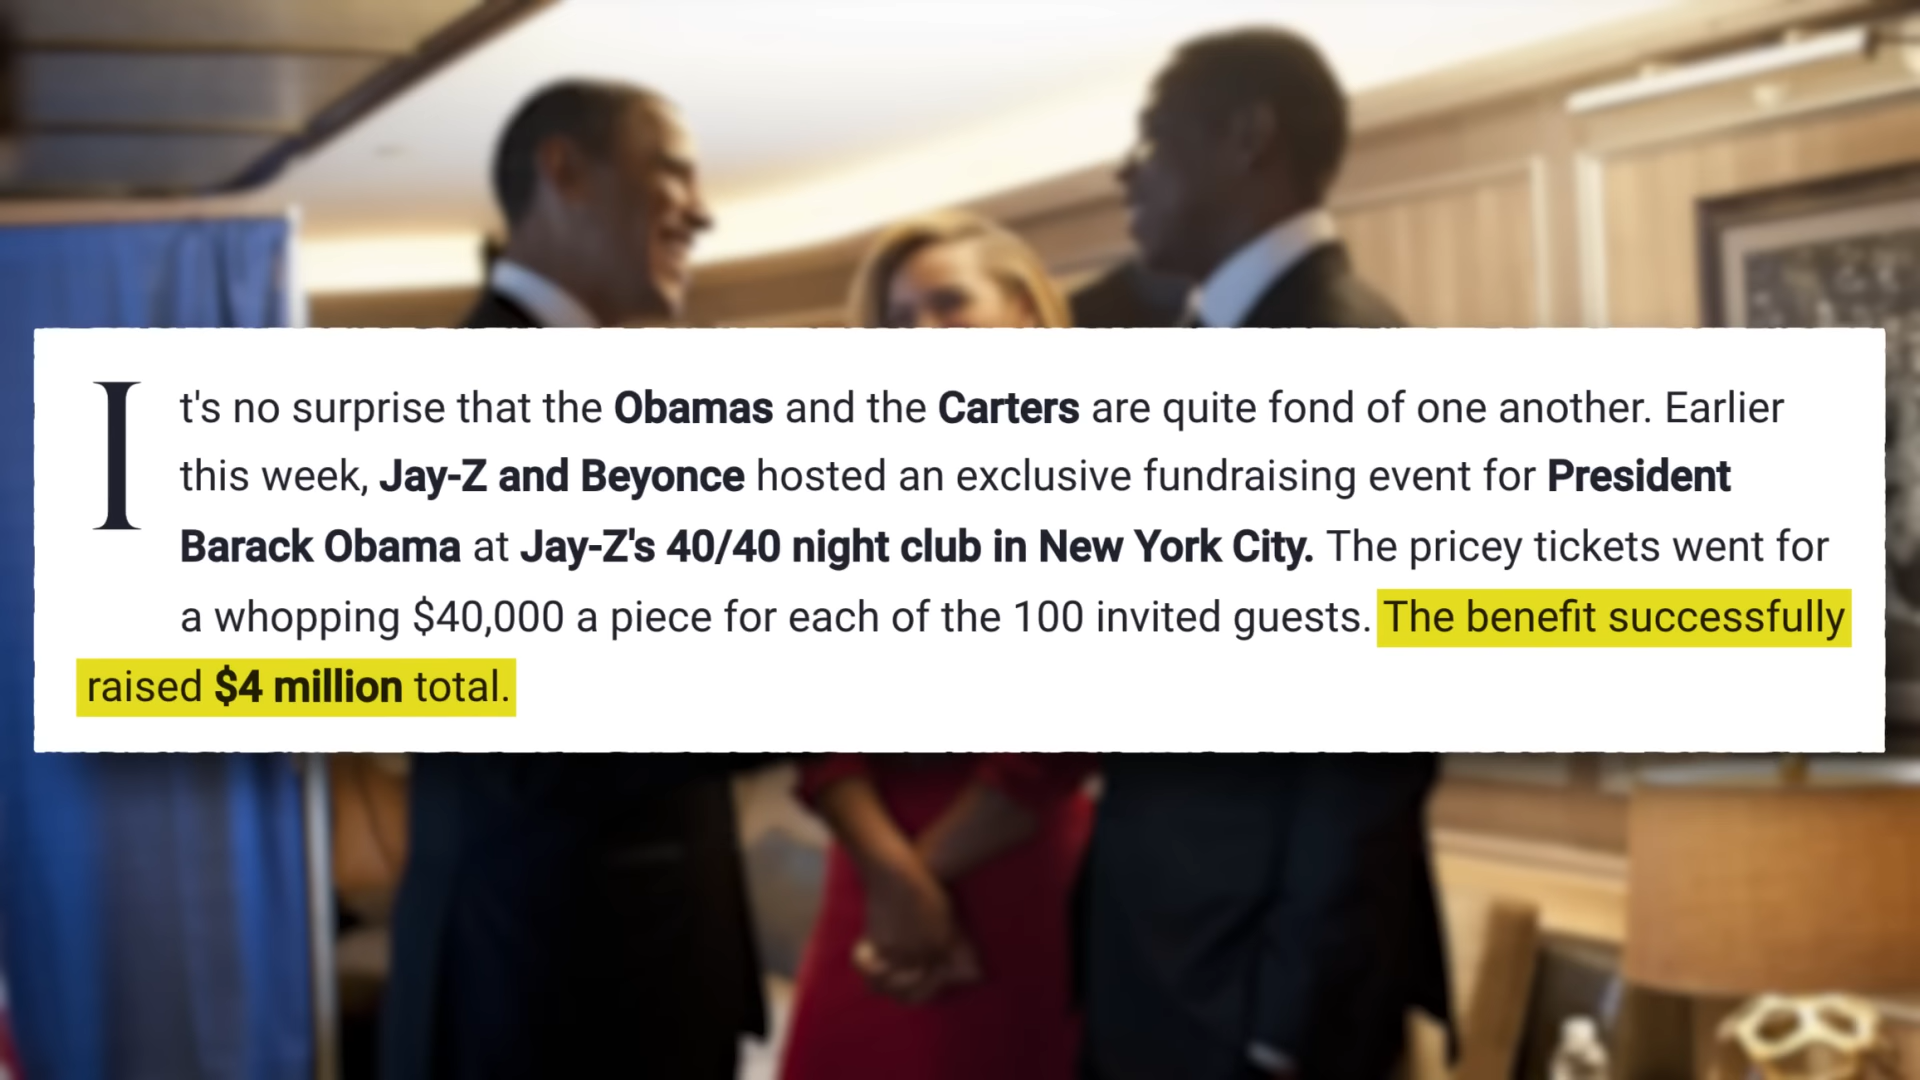 It's no surprise that the Obamas and the Carters are quite fond of one another. Earlier
this week, Jay-Z and Beyonce hosted an exclusive fundraising event for President
Barack Obama at Jay-Z's 40/40 night club in New York City. The pricey tickets went for
a whopping $40,000 a piece for each of the 100 invited guests. The benefit successfully
raised $4 million total.